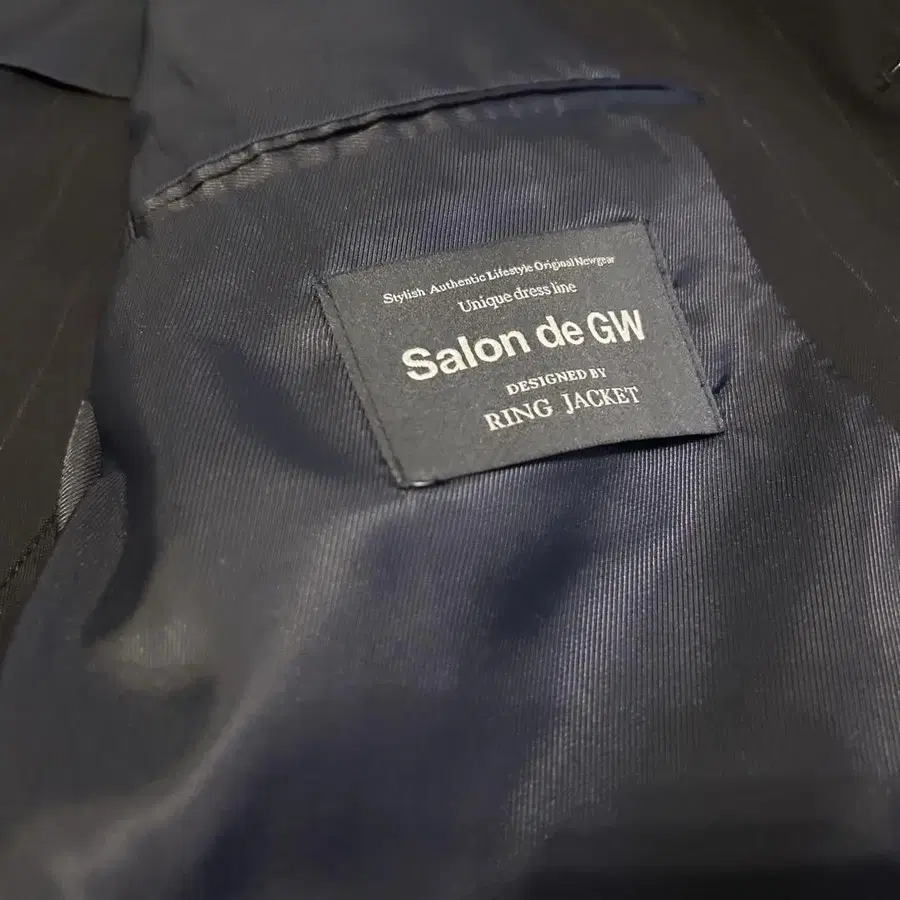 Stylish Authentic Lifestyle Original Newgear
Unique dress line
Salon de GW
DESIGNED BY
RING JACKET